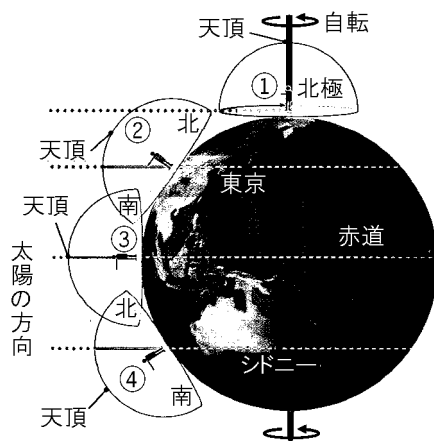 天頂
自転
①
北極
②
北
天頂
東京
天頂
南
③
赤道
太陽の方向
北
シドニー
④
南
天頂